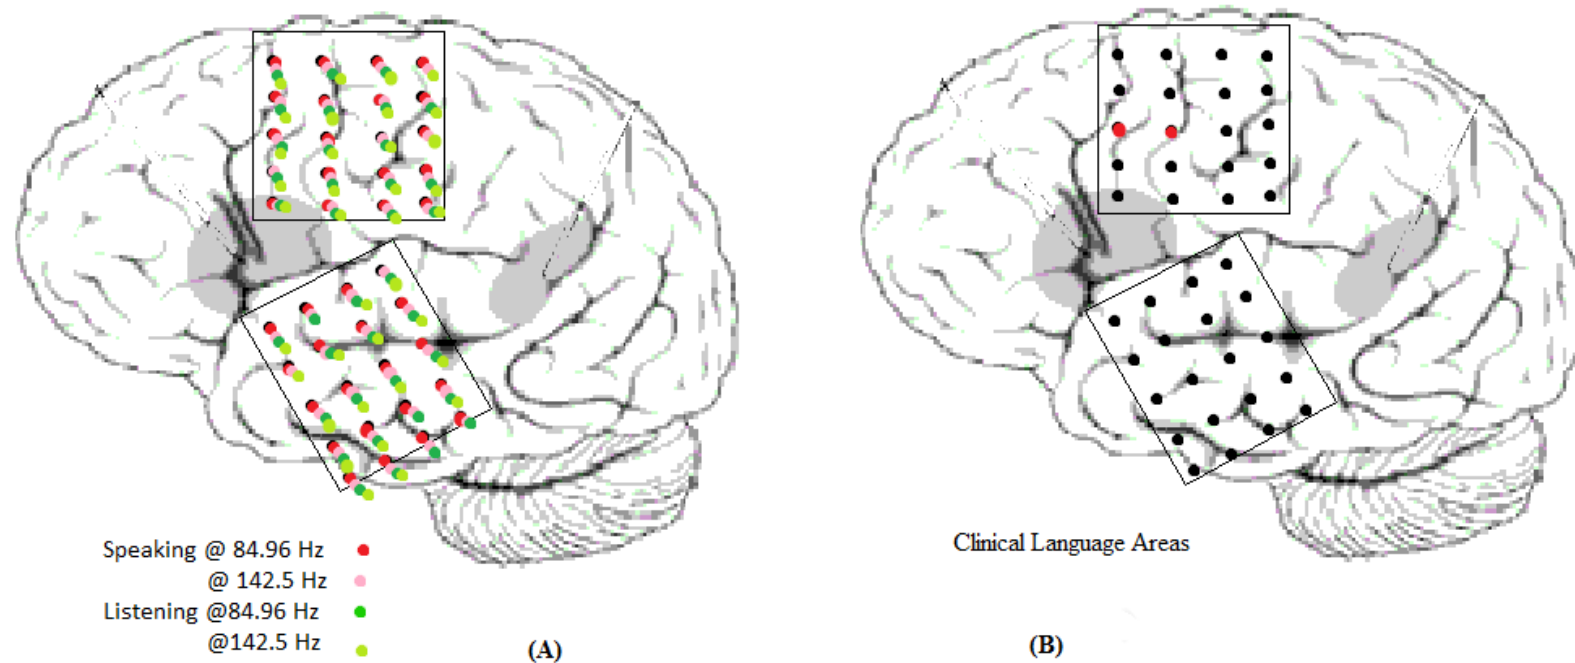 Speaking @ 84.96 Hz
@ 142.5 Hz
Listening @84.96 Hz
@142.5 Hz
(A)
Clinical Language Areas
(B)